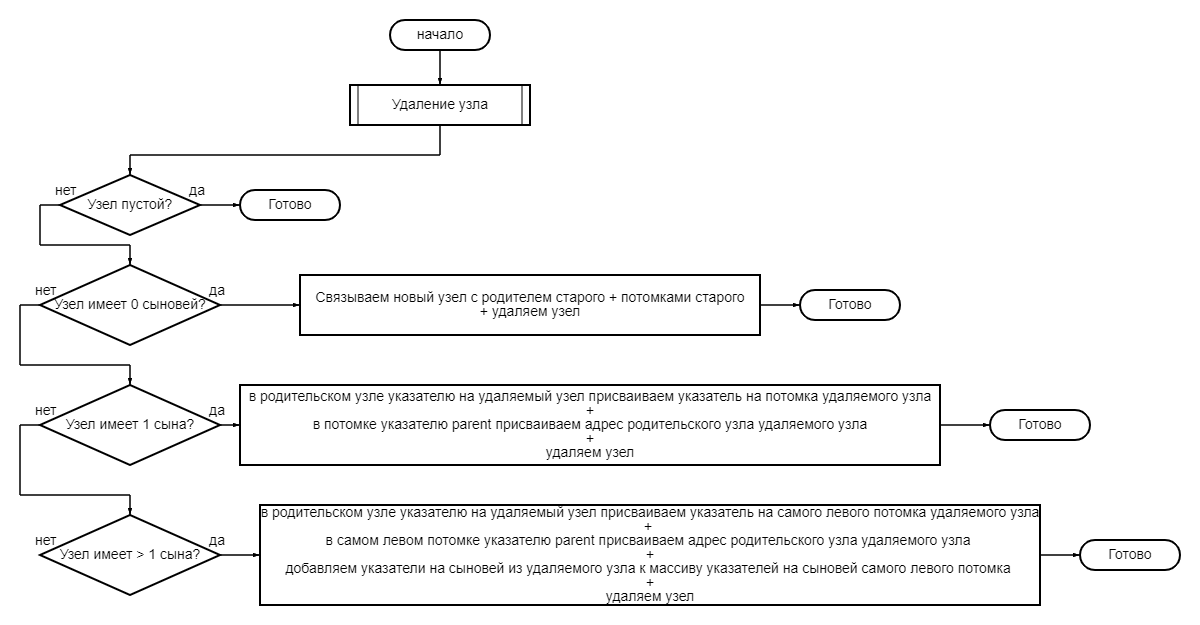 начало
Удаление узла
нет
да
Узел пустой?
Готово
нет
да
Узел имеет 0 сыновей?
Связываем новый узел с родителем старого + потомками старого
+ удаляем узел
Готово
нет
да
Узел имеет 1 сына?
в родительском узле указателю на удаляемый узел присваиваем указатель на потомка удаляемого узла
+
в потомке указателю parent присваиваем адрес родительского узла удаляемого узла
+
удаляем узел
Готово
нет
да
Узел имеет > 1 сына?
в родительском узле указателю на удаляемый узел присваиваем указатель на самого левого потомка удаляемого узла
+
в самом левом потомке указателю parent присваиваем адрес родительского узла удаляемого узла
+
добавляем указатели на сыновей из удаляемого узла к массиву указателей на сыновей самого левого потомка
+
удаляем узел
Готово